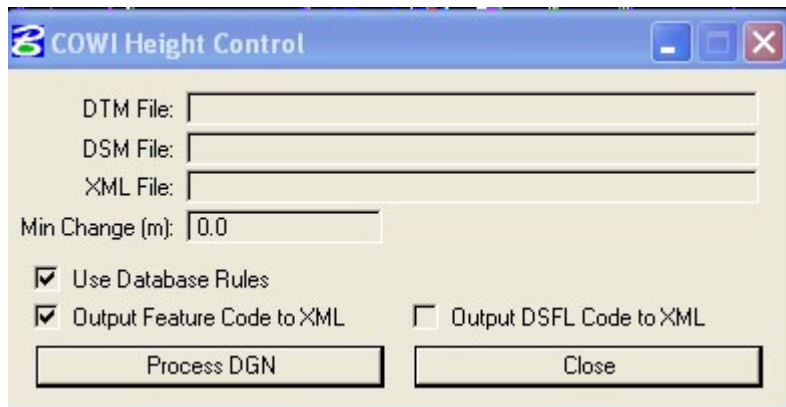 COWI Height Control
DTM File:
DSM File:
XML File:
Min Change (m): 0.0
Use Database Rules
Output Feature Code to XML Output DSFL Code to XML
Process DGN Close